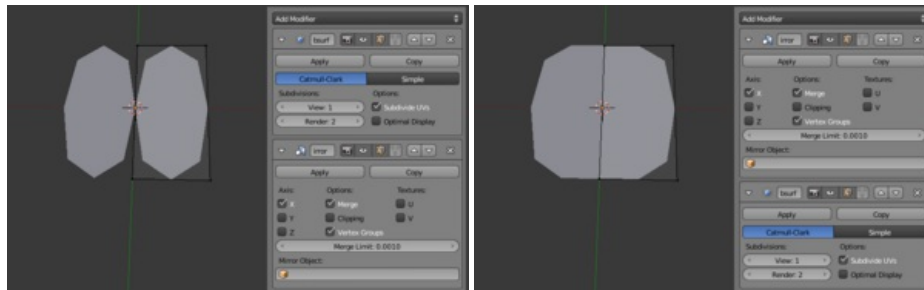 Add Modifier
bsurf
Apply
Copy
Catmull-Clark
Simple
Subdivisions:
Options:
View: 1
Subdivide UVs
Render: 2
Optimal Display
irror
Apply
Copy
Axis:
Options:
Textures:
X
Merge
U
Y
Clipping
V
Z
Vertex Groups
Merge Limit: 0.0010
Mirror Object:
Add Modifier
irror
Apply
Copy
Axis:
Options:
Textures:
X
Merge
U
Y
Clipping
V
Z
Vertex Groups
Merge Limit: 0.0010
Mirror Object:
bsurf
Apply
Copy
Catmull-Clark
Simple
Subdivisions:
Options:
View: 1
Subdivide UVs
Render: 2
Optimal Display